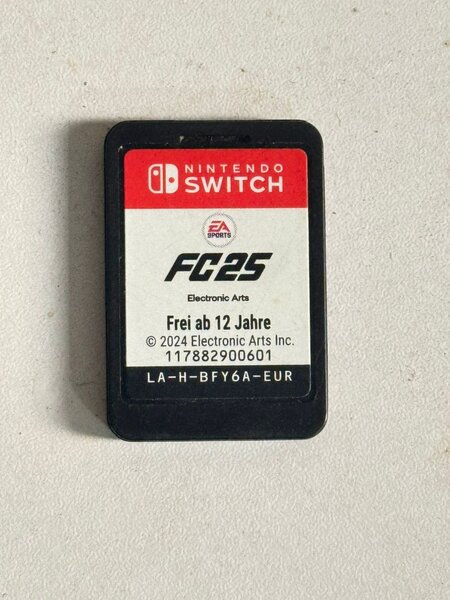 NINTENDO
SWITCH
EA
SPORTS
FC25
Electronic Arts
Frei ab 12 Jahre
© 2024 Electronic Arts Inc.
117882900601
LA-H-BFY6A-EUR